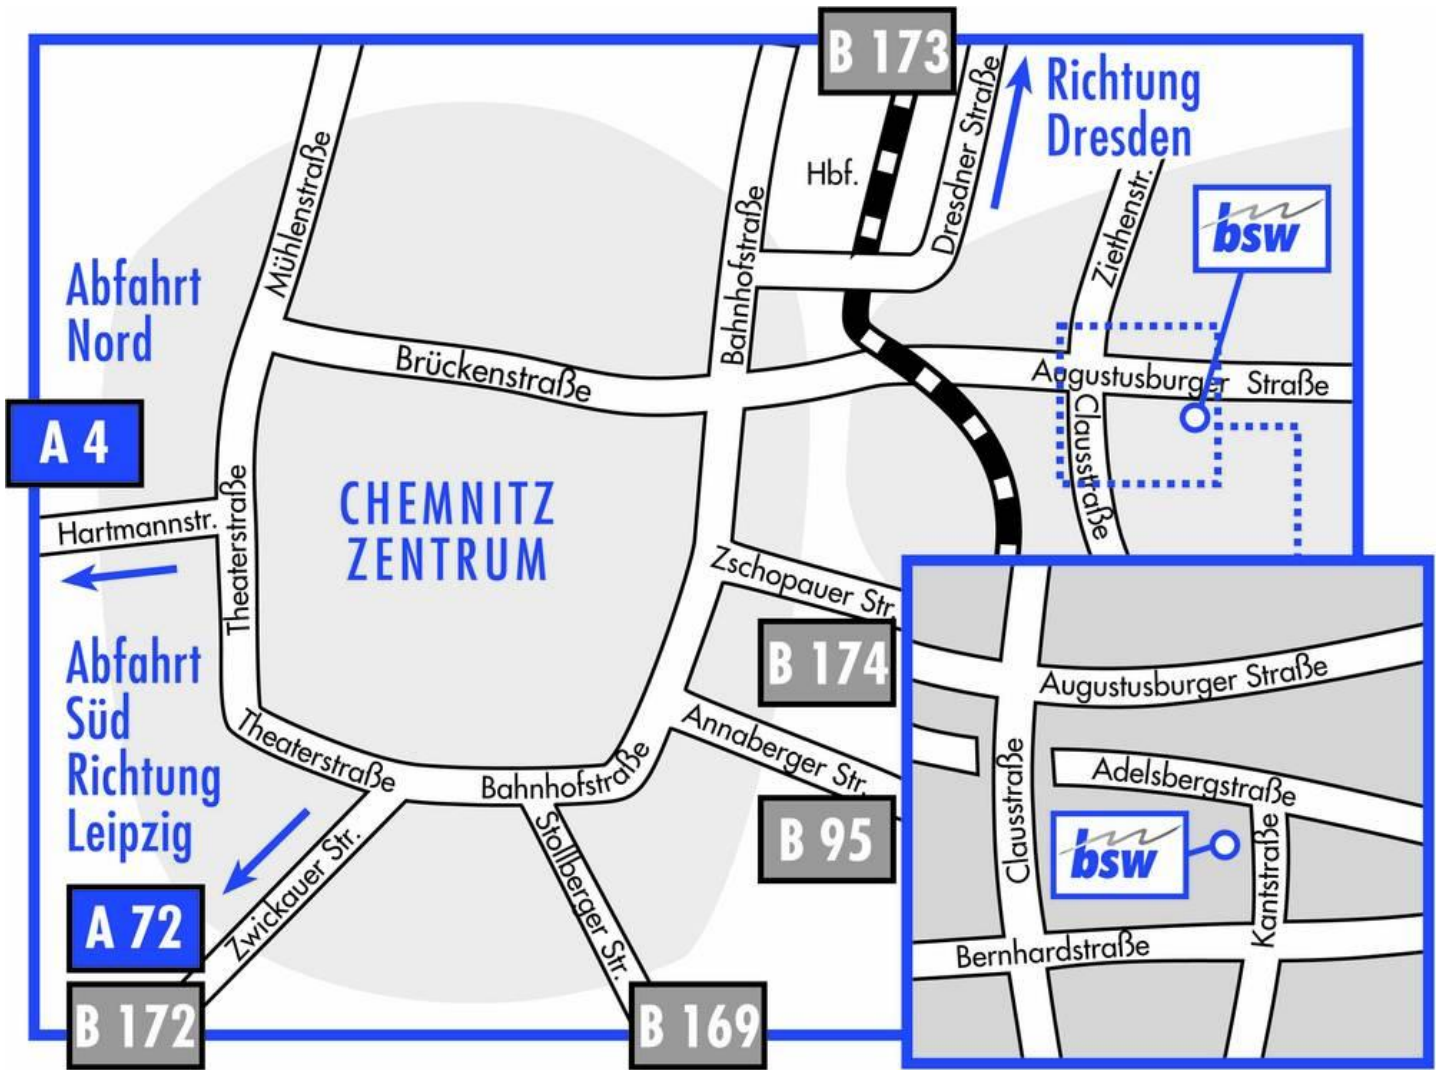 B 173
Richtung
Dresden
Dresdner Straße
Hbf.
Mühlenstraße
Bahnhofstraße
Ziethenstr.
bsw
Abfahrt
Nord
Brückenstraße
Augustusburger Straße
A 4
Clausstraße
CHEMNITZ
ZENTRUM
Hartmannstr.
Theaterstraße
Zschopauer Str.
B 174
Abfahrt
Süd
Richtung
Leipzig
Theaterstraße
Bahnhofstraße
Annaberger Str.
B 95
Zwickauer Str.
Stollberger Str.
A 72
B 172
B 169
Augustusburger Straße
Clausstraße
Adelsbergstraße
bsw
Kantstraße
Bernhardstraße